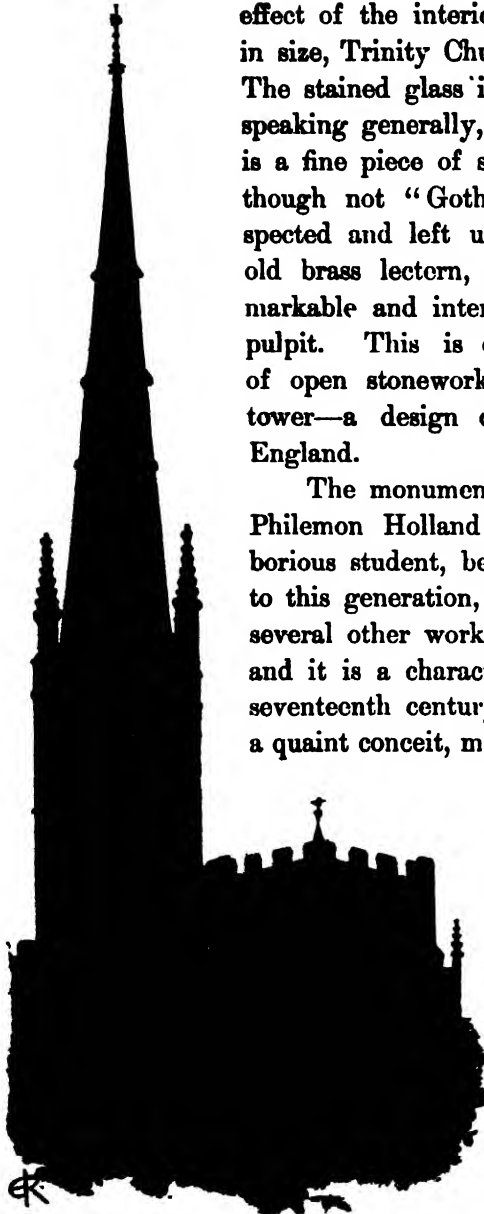 effect of the interi
in size, Trinity Chu
The stained glass i
speaking generally,
is a fine piece of s
though not “Goth
spected and left u
old brass lectern,
markable and inter
pulpit. This is
of open stonework
tower—a design
England.
The monumen
Philemon Holland
borious student, be
to this generation,
several other work
and it is a charac
seventeenth centur
a quaint conceit, m
EK